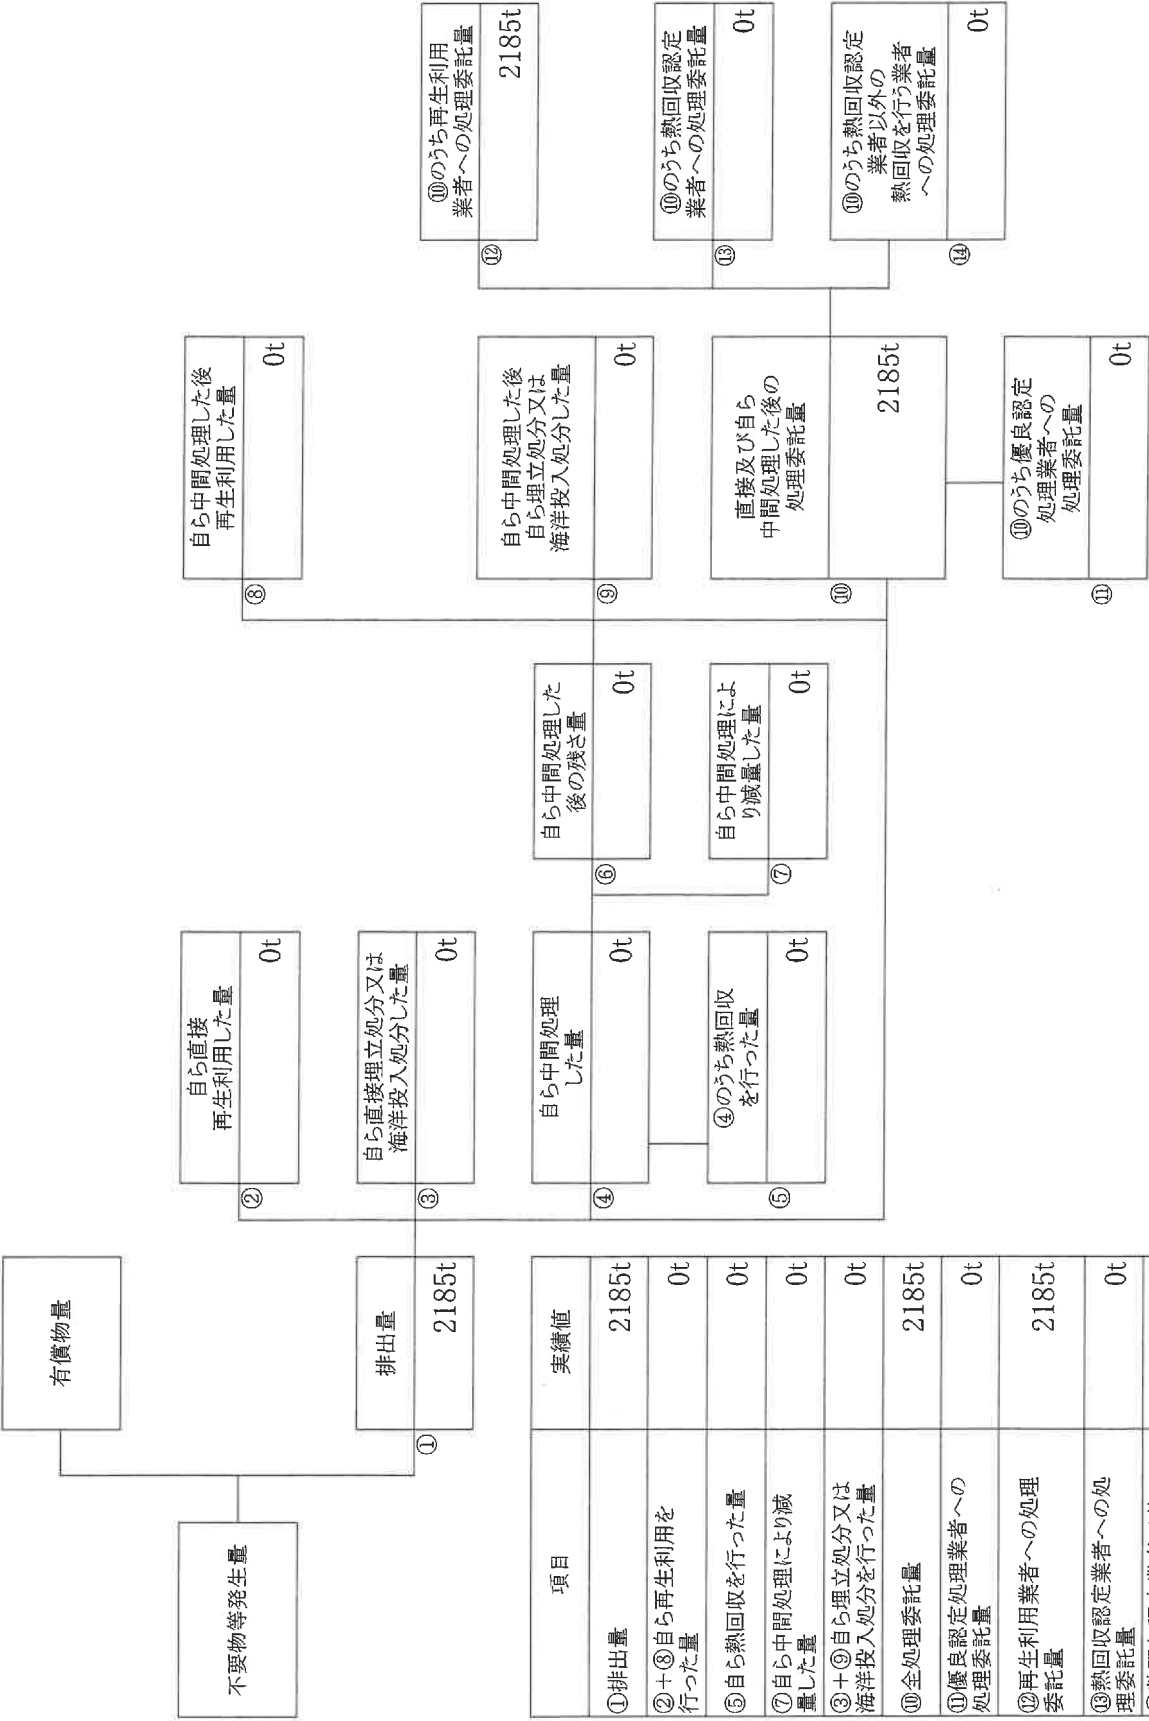 不要物等発生量
有償物量
①
排出量
2185t
②
自ら直接
再生利用した量
0t
③
自ら直接埋立処分又は
海洋投入処分した量
0t
④
自ら中間処理
した量
0t
⑤
④のうち熱回収
を行った量
0t
⑥
自ら中間処理した
後の残さ量
0t
⑦
自ら中間処理によ
り減量した量
0t
⑧
自ら中間処理した後
再生利用した量
0t
⑨
自ら中間処理した後
自ら埋立処分又は
海洋投入処分した量
0t
⑩
直接及び自ら
中間処理した後の
処理委託量
2185t
⑪
⑩のうち優良認定
処理業者への
処理委託量
0t
⑫
⑩のうち再生利用
業者への処理委託量
2185t
⑬
⑩のうち熱回収認定
業者への処理委託量
0t
⑭
⑩のうち熱回収認定
業者以外の
熱回収を行う業者
への処理委託量
0t
項目 実績値
①排出量 2185t
②+⑧自ら再生利用を
行った量 0t
⑤自ら熱回収を行った量 0t
⑦自ら中間処理により減
量した量 0t
③+⑨自ら埋立処分又は
海洋投入処分を行った量 0t
⑩全処理委託量 2185t
⑪優良認定処理業者への
処理委託量 0t
⑫再生利用業者への処理
委託量 2185t
⑬熱回収認定業者への処
理委託量 0t